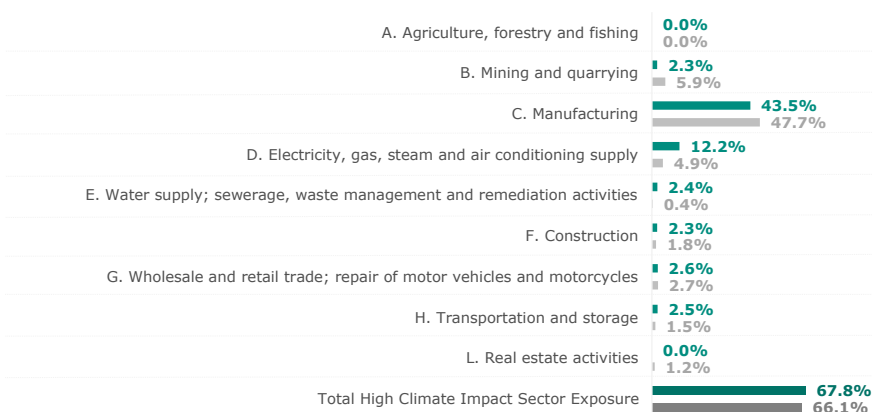 A. Agriculture, forestry and fishing
0.0%
0.0%
B. Mining and quarrying
2.3%
5.9%
C. Manufacturing
43.5%
47.7%
D. Electricity, gas, steam and air conditioning supply
12.2%
4.9%
E. Water supply; sewerage, waste management and remediation activities
2.4%
0.4%
F. Construction
2.3%
1.8%
G. Wholesale and retail trade; repair of motor vehicles and motorcycles
2.6%
2.7%
H. Transportation and storage
2.5%
1.5%
L. Real estate activities
0.0%
1.2%
Total High Climate Impact Sector Exposure
67.8%
66.1%